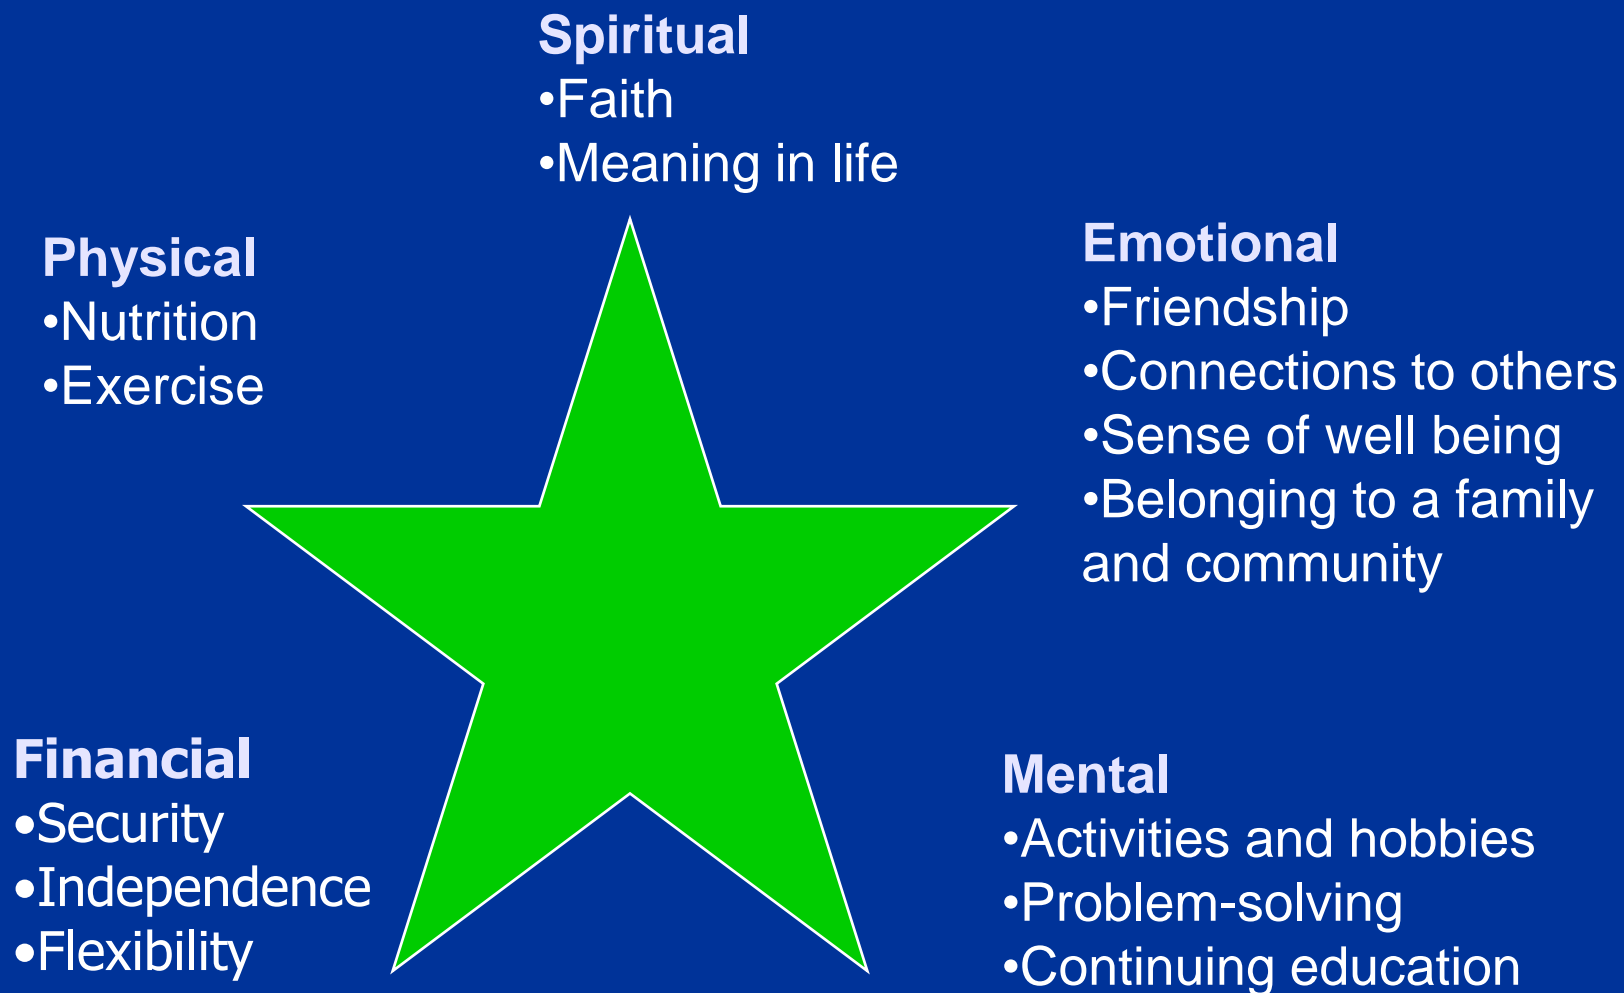 Spiritual
•Faith
•Meaning in life
Physical
•Nutrition
•Exercise
Emotional
•Friendship
•Connections to others
•Sense of well being
•Belonging to a family
and community
Financial
•Security
•Independence
•Flexibility
Mental
•Activities and hobbies
•Problem-solving
•Continuing education